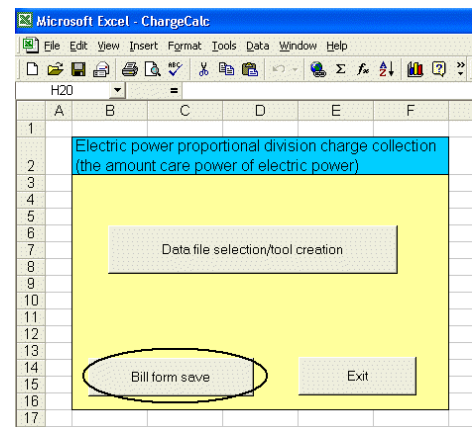 Microsoft Excel - ChargeCalc
File Edit View Insert Format Tools Data Window Help
H20 =
A B C D E F
1
2 Electric power proportional division charge collection
(the amount care power of electric power)
3
4
5
6
7 Data file selection/tool creation
8
9
10
11
12
13
14 Bill form save Exit
15
16
17